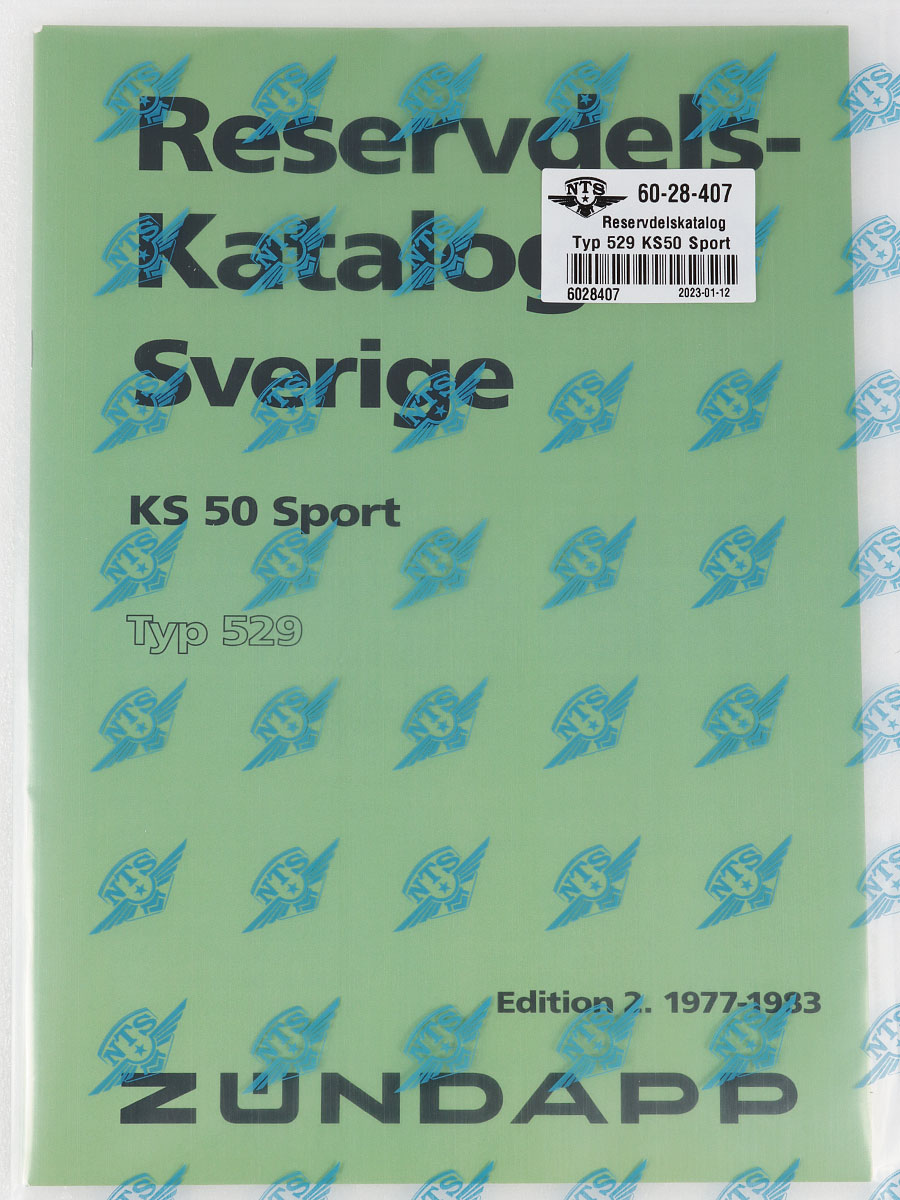 Reservdels-
NTS 60-28-407
Reservdelskatalog
Typ 529 KS50 Sport
6028407 2023-01-12
Katalog
Sverige
KS 50 Sport
Typ 529
Edition 2. 1977-1983
ZÜNDAPP